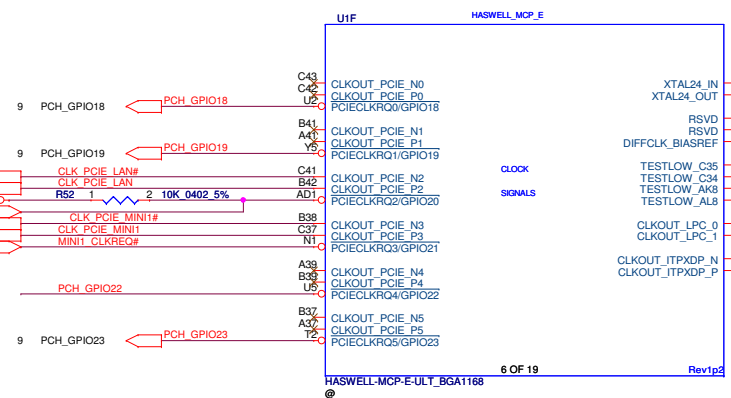 U1F HASWELL_MCP_E
C43 CLKOUT_PCIE_N0 XTAL24_IN
C42 CLKOUT_PCIE_P0 XTAL24_OUT
9 PCH_GPIO18 PCH_GPIO18 U2 PCIECLKRQ0/GPIO18
RSVD
B41 CLKOUT_PCIE_N1 RSVD
A41 CLKOUT_PCIE_P1 DIFFCLK_BIASREF
9 PCH_GPIO19 PCH_GPIO19 Y5 PCIECLKRQ1/GPIO19
CLK_PCIE_LAN# C41 CLKOUT_PCIE_N2 CLOCK TESTLOW_C35
TESTLOW_C34
CLK_PCIE_LAN B42 CLKOUT_PCIE_P2 SIGNALS TESTLOW_AK8
R52 1 2 10K_0402_5% AD1 PCIECLKRQ2/GPIO20 TESTLOW_AL8
CLK_PCIE_MINI1# B38 CLKOUT_PCIE_N3 CLKOUT_LPC_0
CLK_PCIE_MINI1 C37 CLKOUT_PCIE_P3 CLKOUT_LPC_1
MINI1_CLKREQ# N1 PCIECLKRQ3/GPIO21
CLKOUT_ITPXDP_N
A39 CLKOUT_PCIE_N4 CLKOUT_ITPXDP_P
B39 CLKOUT_PCIE_P4
PCH_GPIO22 U5 PCIECLKRQ4/GPIO22
B37 CLKOUT_PCIE_N5
A37 CLKOUT_PCIE_P5
9 PCH_GPIO23 PCH_GPIO23 T2 PCIECLKRQ5/GPIO23
6 OF 19 Rev1p2
HASWELL-MCP-E-ULT_BGA1168
@